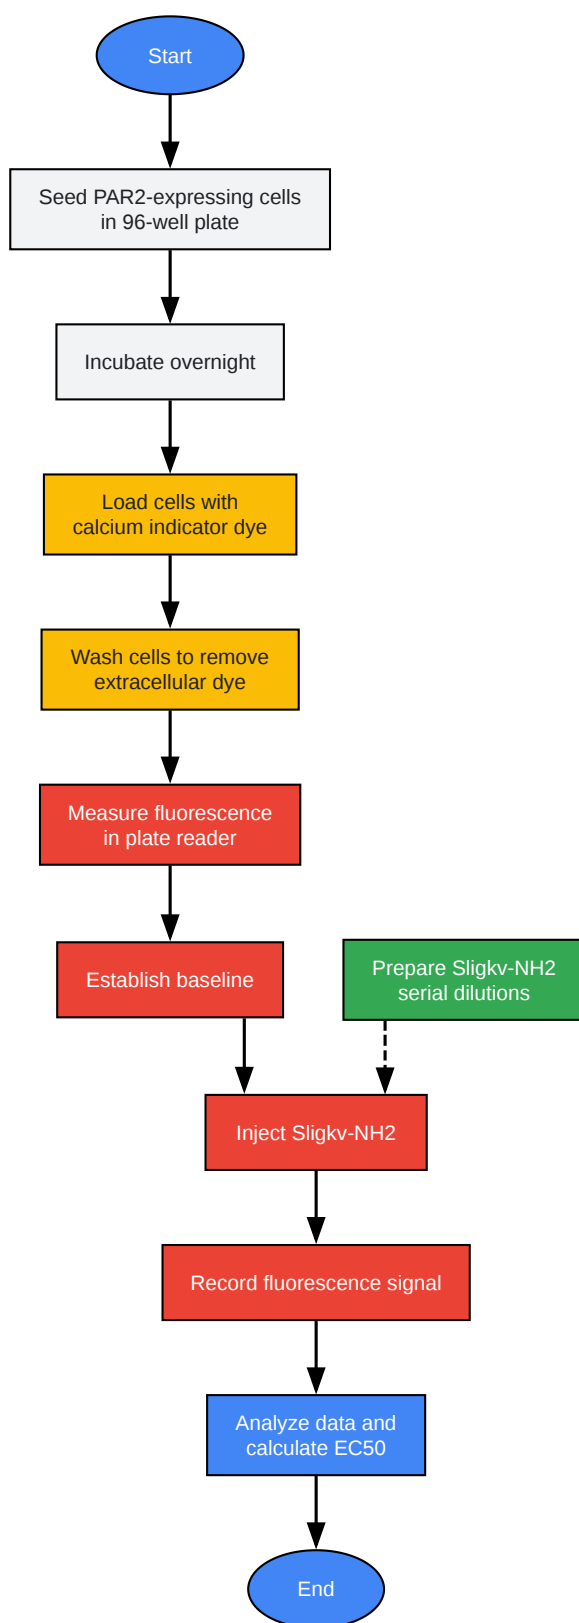 Start
Seed PAR2-expressing cells
in 96-well plate
Incubate overnight
Load cells with
calcium indicator dye
Wash cells to remove
extracellular dye
Measure fluorescence
in plate reader
Establish baseline
Prepare Sligkv-NH2
serial dilutions
Inject Sligkv-NH2
Record fluorescence signal
Analyze data and
calculate EC50
End